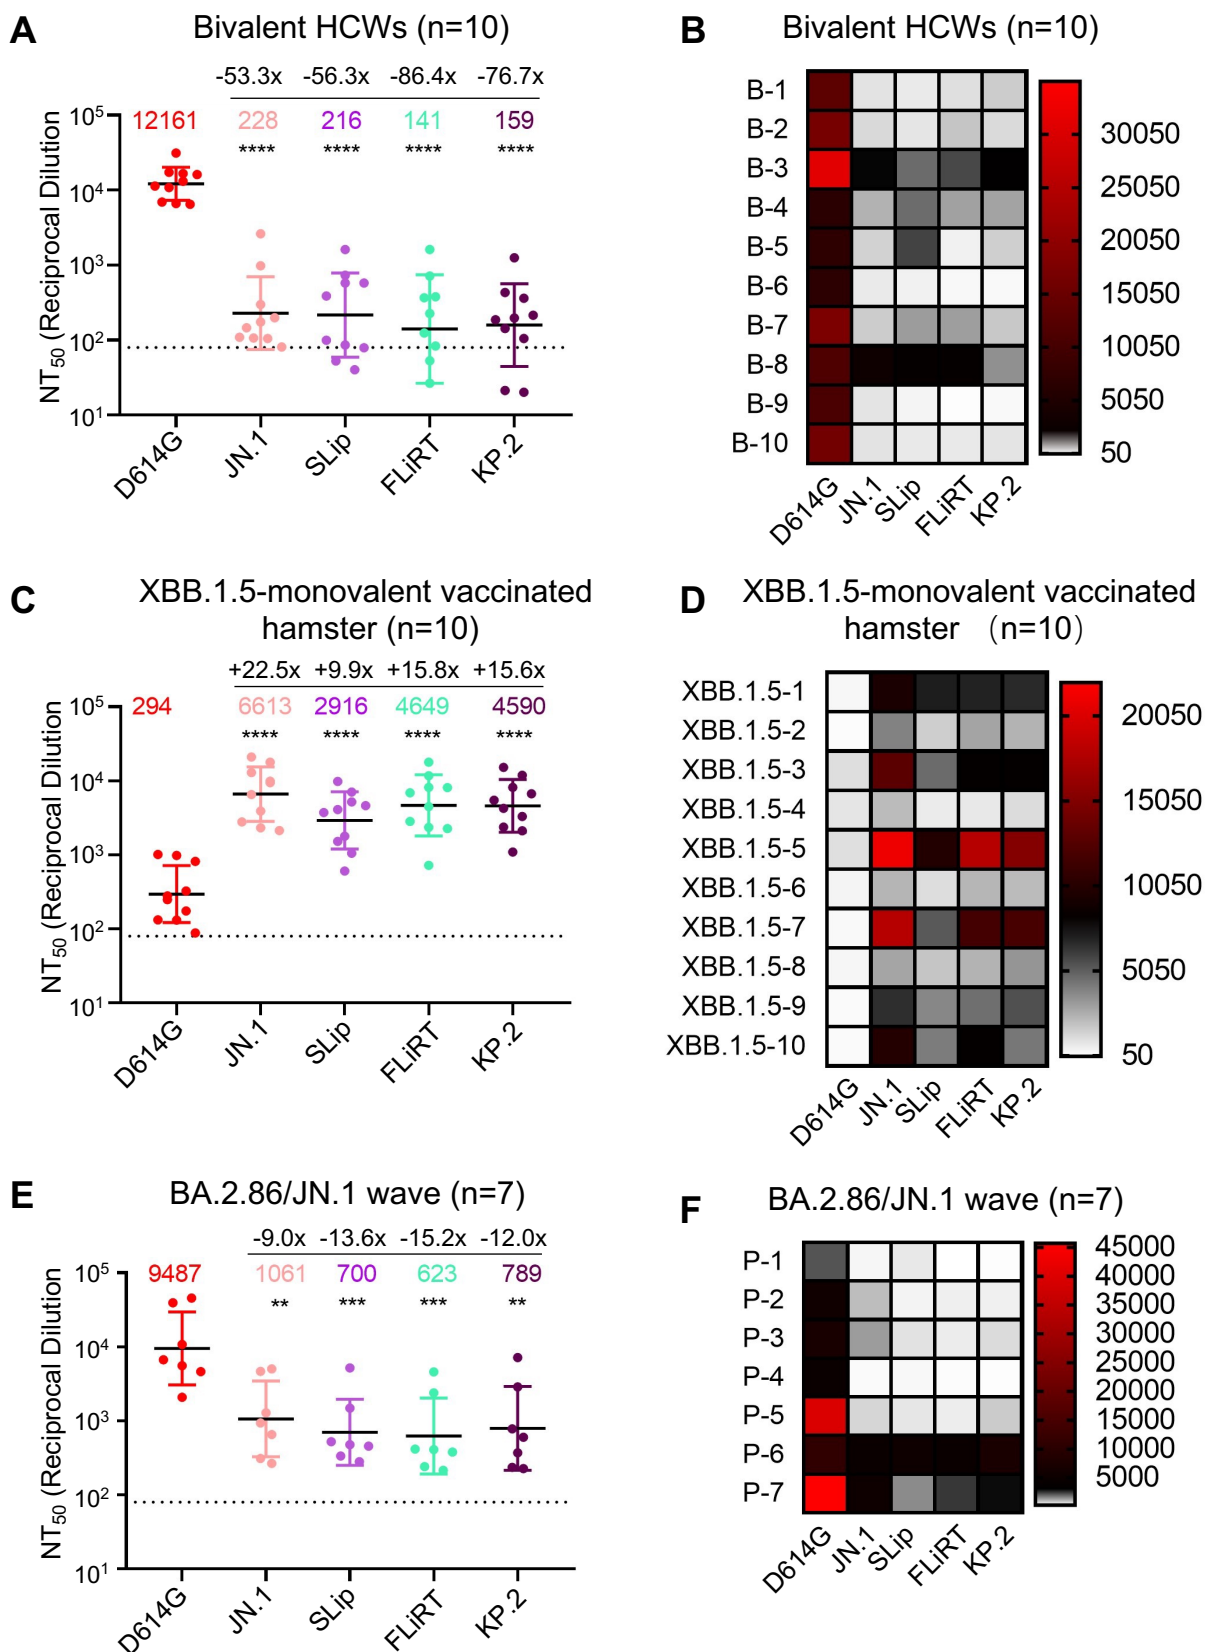 A
Bivalent HCWs (n=10)
-53.3x -56.3x -86.4x -76.7x
12161 228 216 141 159
**** **** **** ****
NT50 (Reciprocal Dilution
10^5
10^4
10^3
10^2
10^1
D614G JN.1 SLip FLiRT KP.2
B
Bivalent HCWs (n=10)
B-1
B-2
B-3
B-4
B-5
B-6
B-7
B-8
B-9
B-10
30050
25050
20050
15050
10050
5050
50
D614G JN.1 SLip FLiRT KP.2
C
XBB.1.5-monovalent vaccinated
hamster (n=10)
+22.5x +9.9x +15.8x +15.6x
294 6613 2916 4649 4590
**** **** **** ****
NT50 (Reciprocal Dilution
10^5
10^4
10^3
10^2
10^1
D614G JN.1 SLip FLiRT KP.2
D
XBB.1.5-monovalent vaccinated
hamster （n=10）
XBB.1.5-1
XBB.1.5-2
XBB.1.5-3
XBB.1.5-4
XBB.1.5-5
XBB.1.5-6
XBB.1.5-7
XBB.1.5-8
XBB.1.5-9
XBB.1.5-10
20050
15050
10050
5050
50
D614G JN.1 SLip FLiRT KP.2
E
BA.2.86/JN.1 wave (n=7)
-9.0x -13.6x -15.2x -12.0x
9487 1061 700 623 789
** *** *** **
NT50 (Reciprocal Dilution
10^5
10^4
10^3
10^2
10^1
D614G JN.1 SLip FLiRT KP.2
F
BA.2.86/JN.1 wave (n=7)
P-1
P-2
P-3
P-4
P-5
P-6
P-7
45000
40000
35000
30000
25000
20000
15000
10000
5000
D614G JN.1 SLip FLiRT KP.2